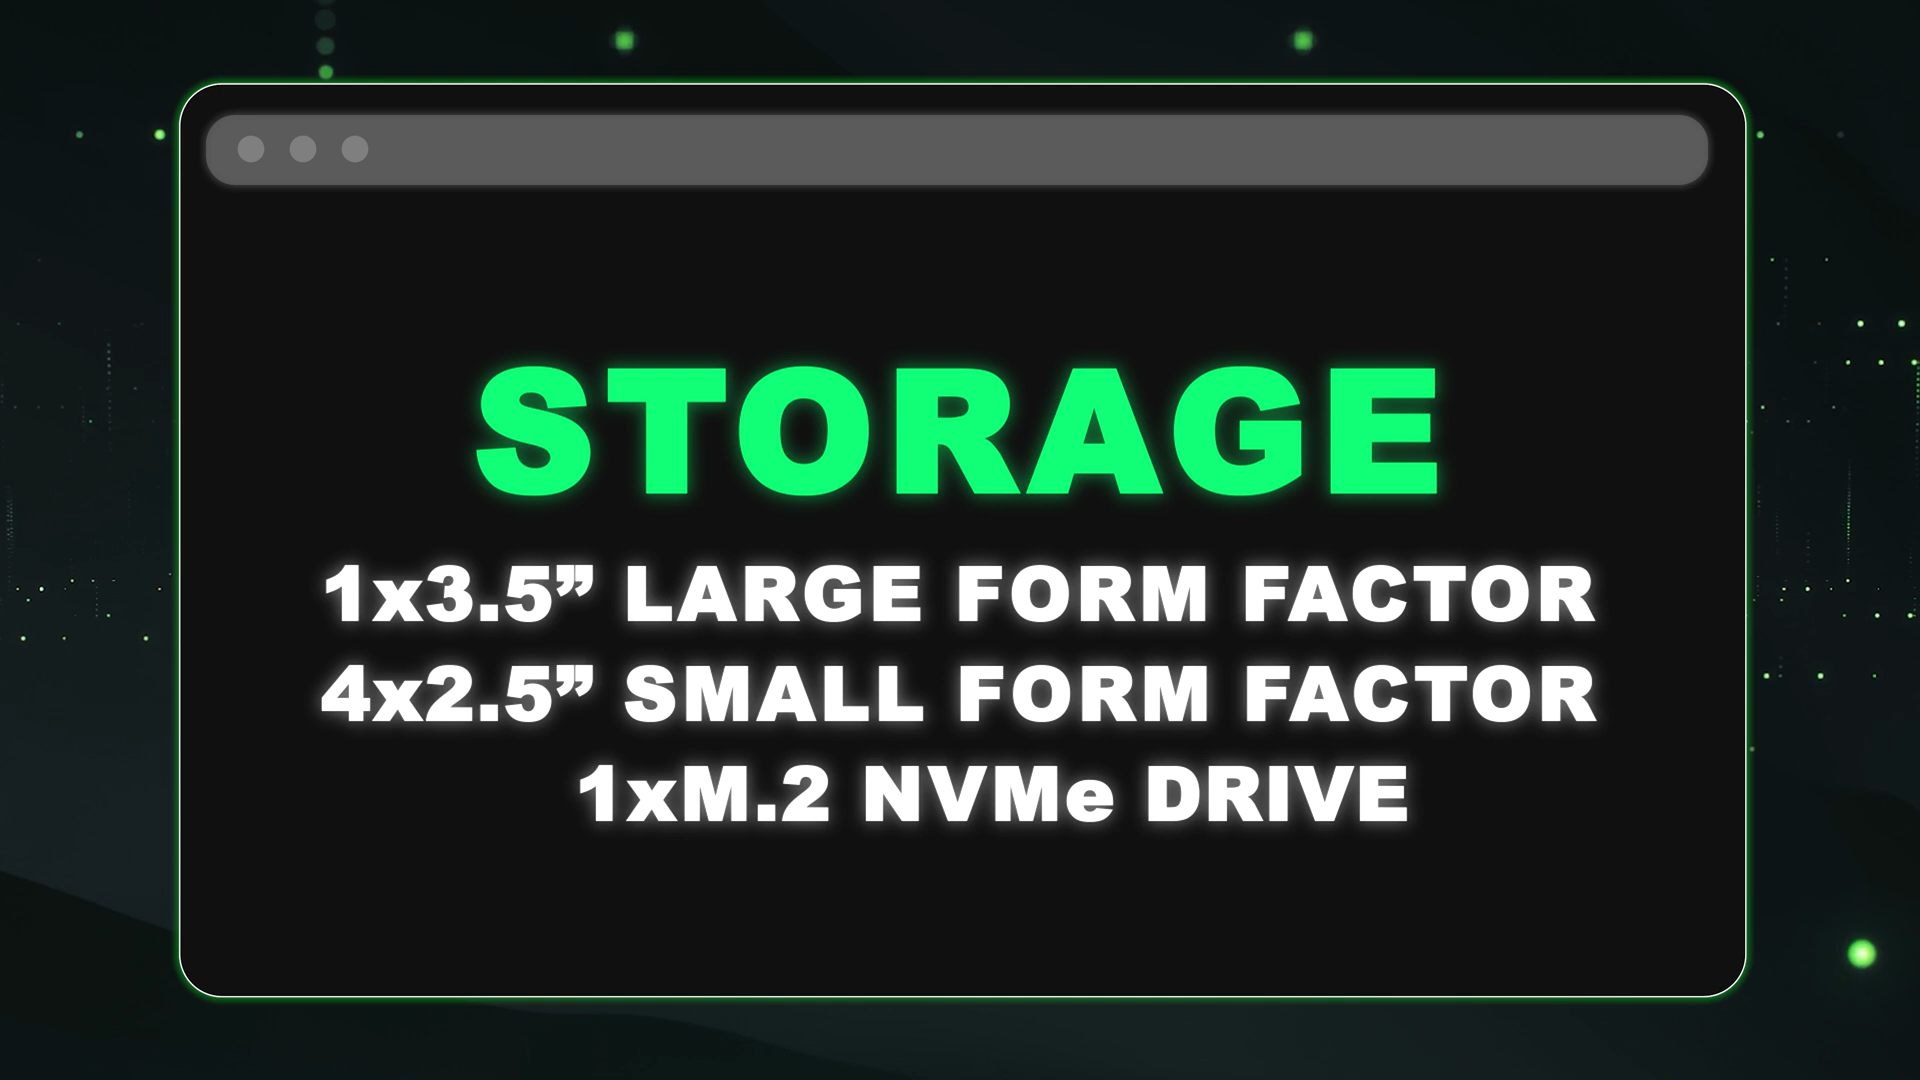 STORAGE
1x3.5” LARGE FORM FACTOR
4x2.5” SMALL FORM FACTOR
1xM.2 NVMe DRIVE